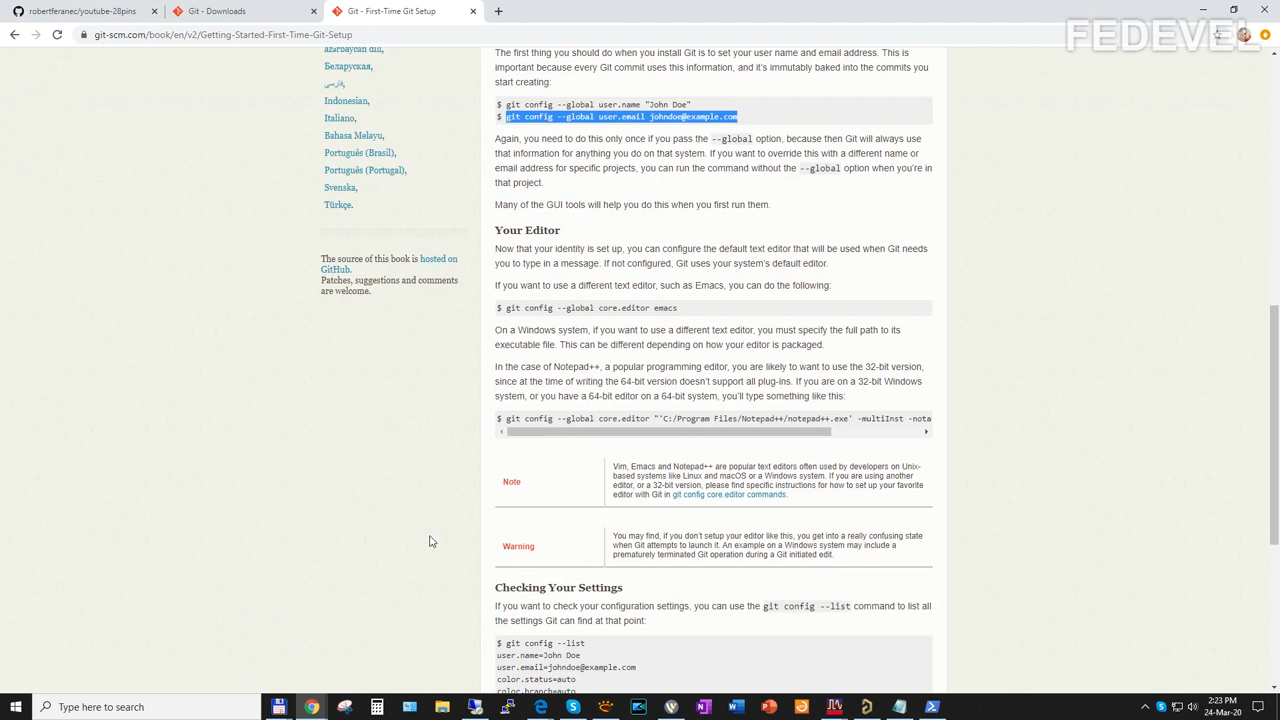 robertferanec/youtube-28pins
Git - Downloads
Git - First-Time Git Setup
git-scm.com/book/en/v2/Getting-Started-First-Time-Git-Setup
FEDEVEL
azərbaycan dili,
Беларуская,
فارسی,
Indonesian,
Italiano,
Bahasa Melayu,
Português (Brasil),
Português (Portugal),
Svenska,
Türkçe.
The source of this book is hosted on
GitHub.
Patches, suggestions and comments
are welcome.
The first thing you should do when you install Git is to set your user name and email address. This is
important because every Git commit uses this information, and it's immutably baked into the commits you
start creating:
$ git config --global user.name "John Doe"
$ git config --global user.email johndoe@example.com
Again, you need to do this only once if you pass the --global option, because then Git will always use
that information for anything you do on that system. If you want to override this with a different name or
email address for specific projects, you can run the command without the --global option when you're in
that project.
Many of the GUI tools will help you do this when you first run them.
Your Editor
Now that your identity is set up, you can configure the default text editor that will be used when Git needs
you to type in a message. If not configured, Git uses your system's default editor.
If you want to use a different text editor, such as Emacs, you can do the following:
$ git config --global core.editor emacs
On a Windows system, if you want to use a different text editor, you must specify the full path to its
executable file. This can be different depending on how your editor is packaged.
In the case of Notepad++, a popular programming editor, you are likely to want to use the 32-bit version,
since at the time of writing the 64-bit version doesn't support all plug-ins. If you are on a 32-bit Windows
system, or you have a 64-bit editor on a 64-bit system, you'll type something like this:
$ git config --global core.editor "'C:/Program Files/Notepad++/notepad++.exe' -multiInst -nota
Note
Vim, Emacs and Notepad++ are popular text editors often used by developers on Unix-
based systems like Linux and macOS or a Windows system. If you are using another
editor, or a 32-bit version, please find specific instructions for how to set up your favorite
editor with Git in git config core.editor commands.
Warning
You may find, if you don't setup your editor like this, you get into a really confusing state
when Git attempts to launch it. An example on a Windows system may include a
prematurely terminated Git operation during a Git initiated edit.
Checking Your Settings
If you want to check your configuration settings, you can use the git config --list command to list all
the settings Git can find at that point:
$ git config --list
user.name=John Doe
user.email=johndoe@example.com
color.status=auto
color.branch=auto
Type here to search
2:23 PM
24-Mar-20